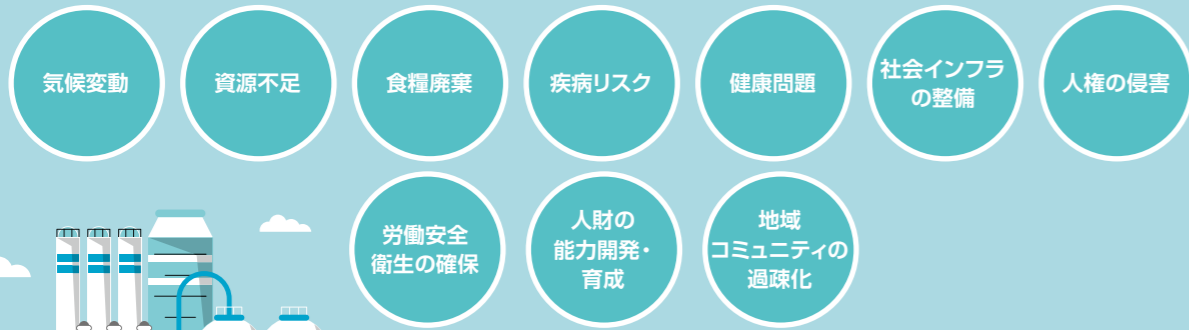 気候変動
資源不足
食糧廃棄
疾病リスク
健康問題
社会インフラ
の整備
人権の侵害
労働安全
衛生の確保
人財の
能力開発・
育成
地域
コミュニティの
過疎化